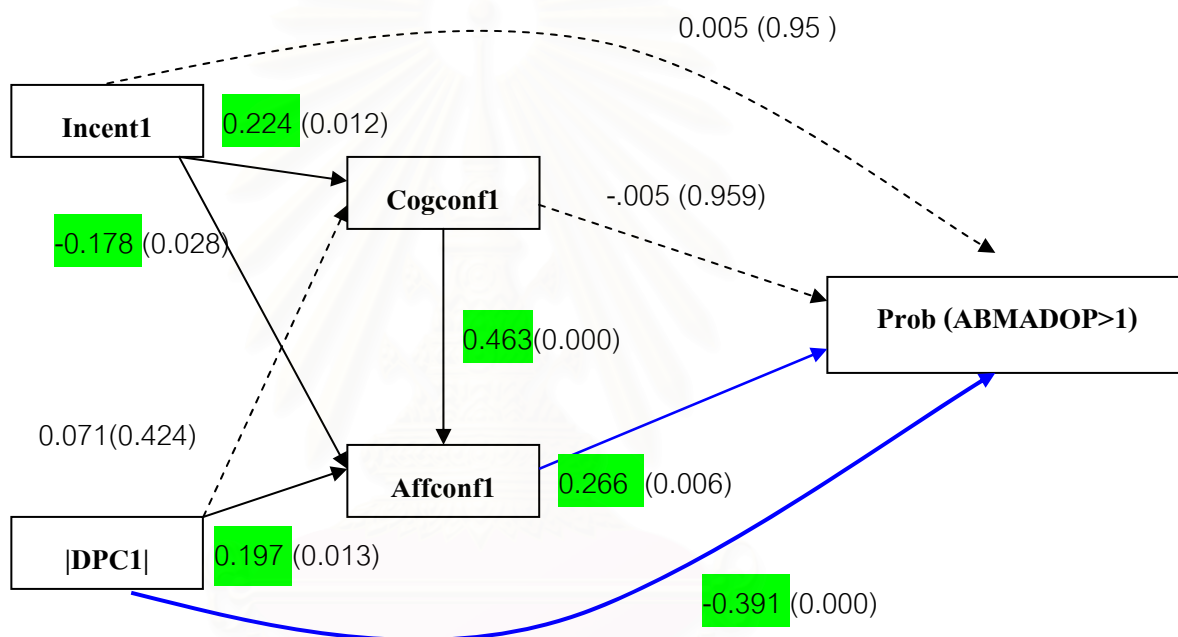 0.005 (0.95 )
Incent1
0.224 (0.012)
Cogconf1
-.005 (0.959)
-0.178 (0.028)
Prob (ABMADOP>1)
0.463(0.000)
0.071(0.424)
Affconf1
0.266 (0.006)
|DPC1|
0.197 (0.013)
-0.391 (0.000)